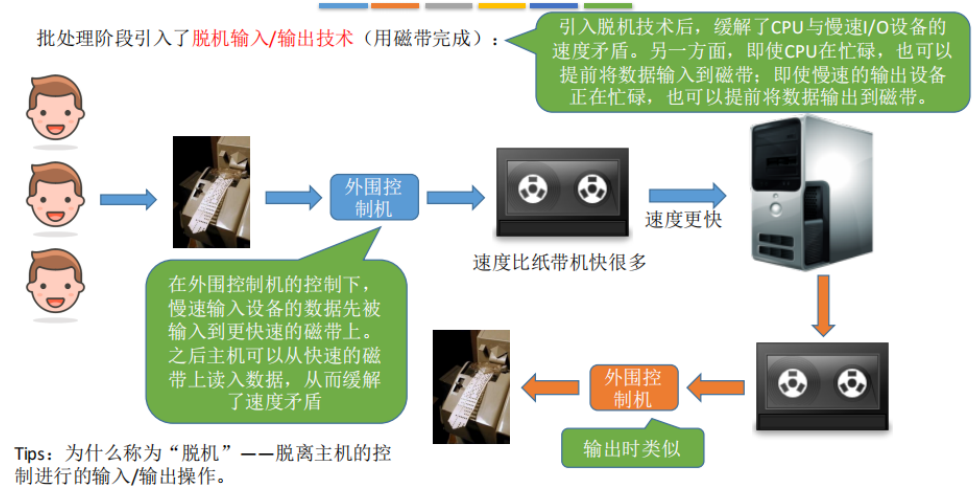 批处理阶段引入了脱机输入/输出技术（用磁带完成）：
引入脱机技术后，缓解了CPU与慢速I/O设备的
速度矛盾。另一方面，即使CPU在忙碌，也可以
提前将数据输入到磁带；即使慢速的输出设备
正在忙碌，也可以提前将数据输出到磁带。
外围控
制机
速度更快
速度比纸带机快很多
在外围控制机的控制下，
慢速输入设备的数据先被
输入到更快速的磁带上。
之后主机可以从快速的磁
带上读入数据，从而缓解
了速度矛盾
外围控
制机
输出时类似
Tips：为什么称为“脱机”——脱离主机的控
制进行的输入/输出操作。